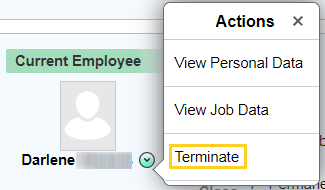 Actions ×
Current Employee
View Personal Data
View Job Data
Terminate
Darlene